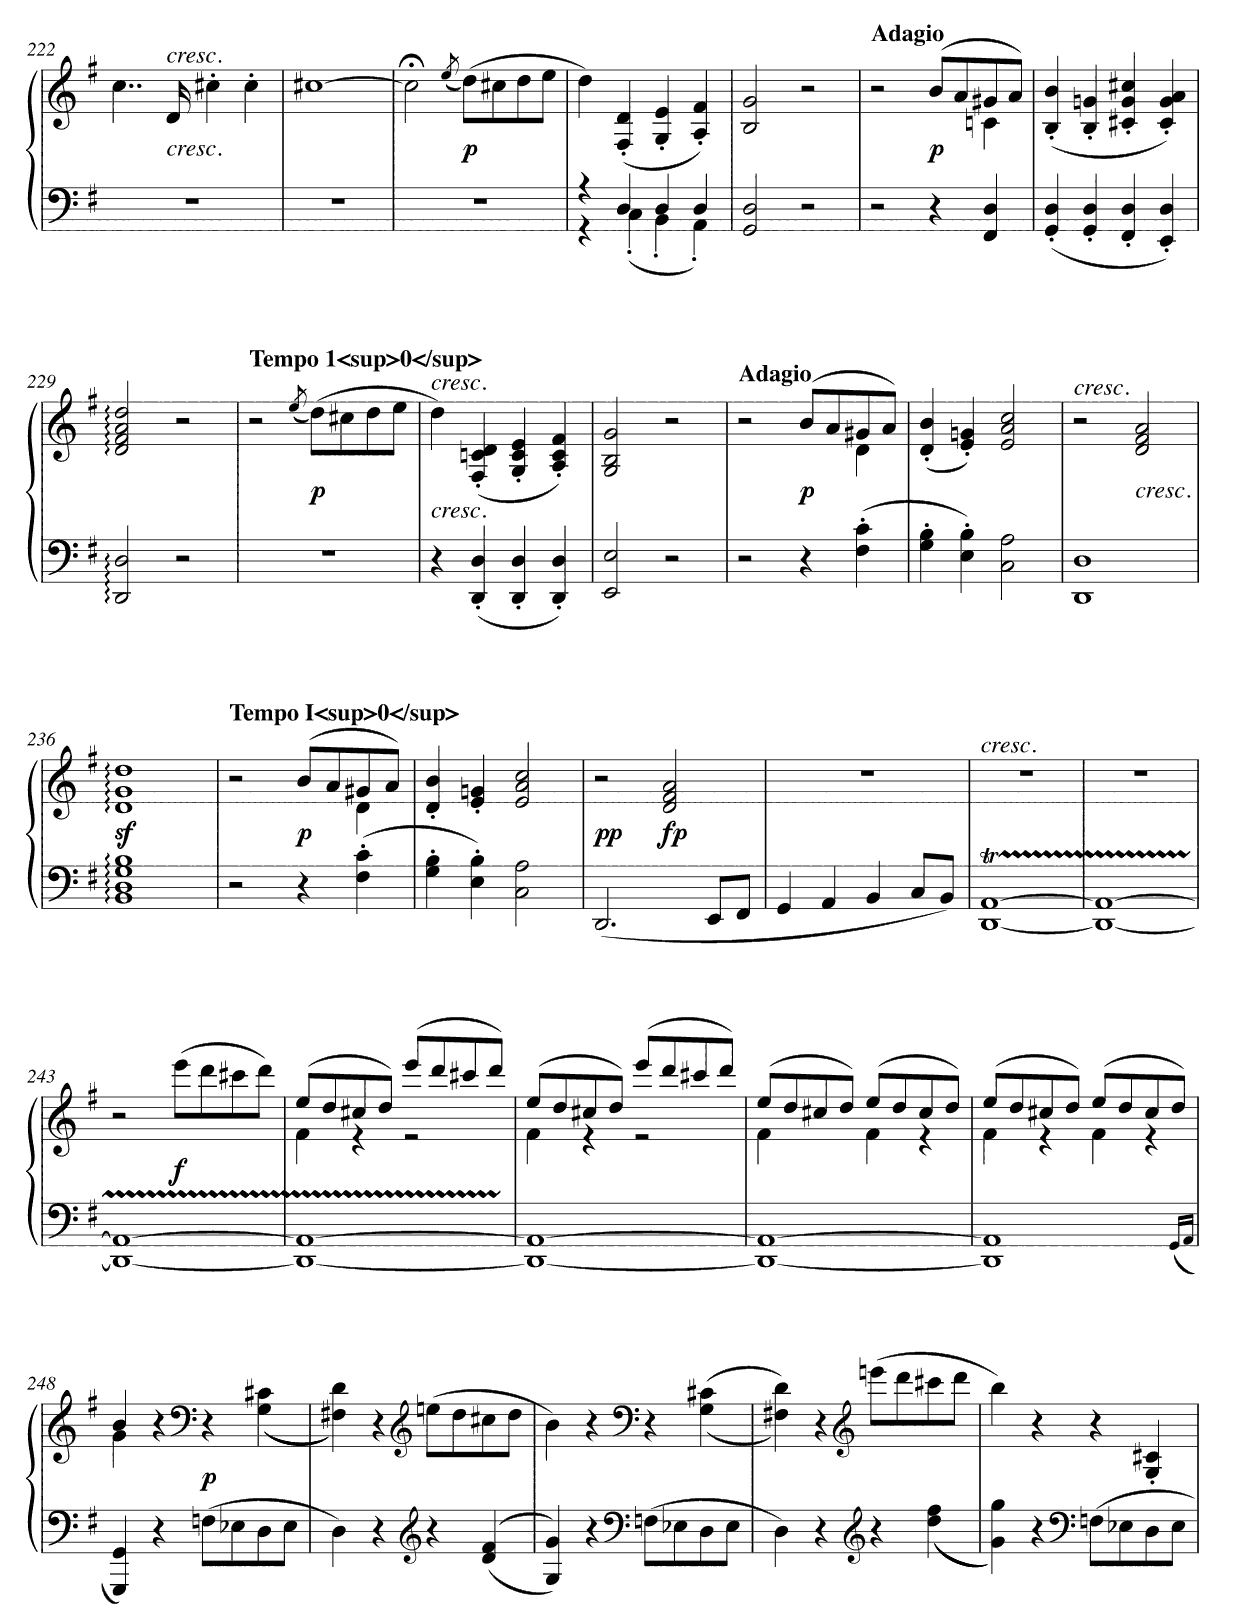 Adagio
222
cresc.
cresc.
p
p
Tempo 1<sup>0</sup>
229
cresc.
Adagio
cresc.
p
p
cresc.
cresc.
Tempo I<sup>0</sup>
236
cresc.
sf
p
pp
fp
tr
243
f
248
p